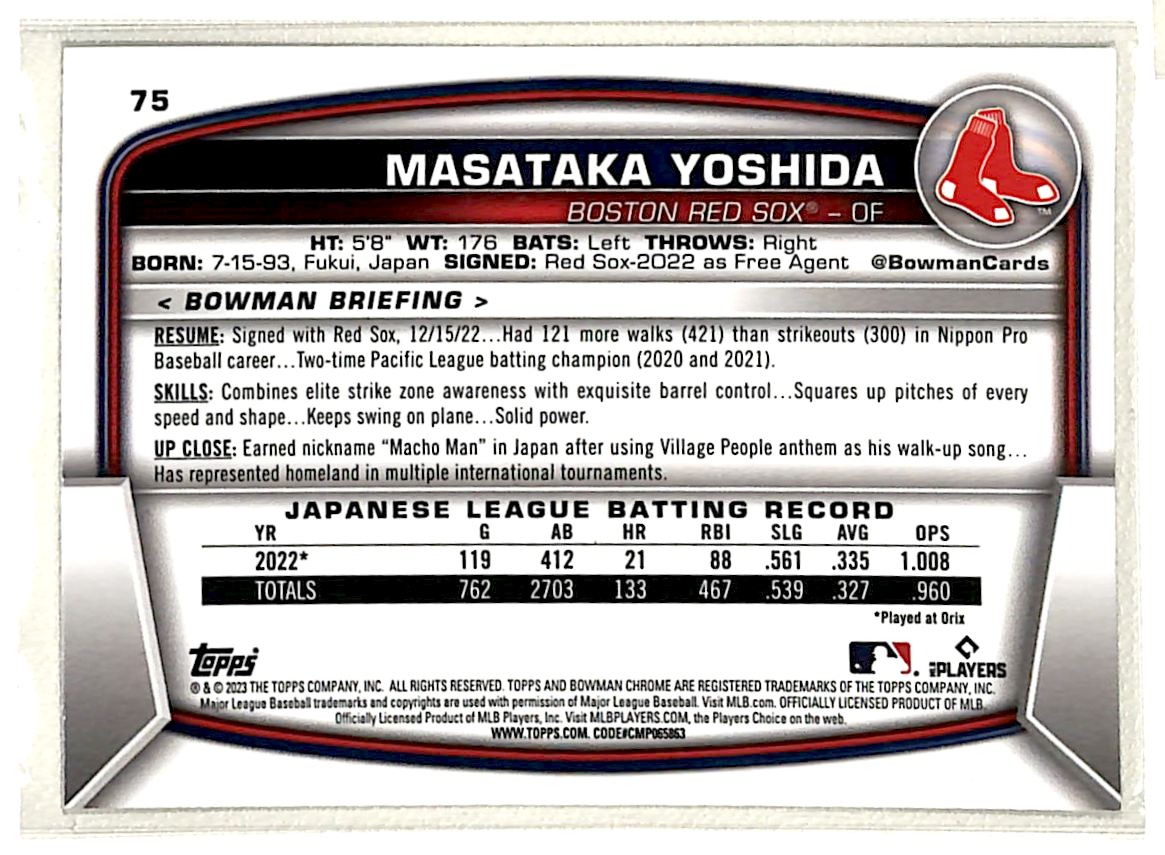 75
MASATAKA YOSHIDA
BOSTON RED SOX® – OF
HT: 5'8" WT: 176 BATS: Left THROWS: Right
BORN: 7-15-93, Fukui, Japan SIGNED: Red Sox-2022 as Free Agent @BowmanCards
< BOWMAN BRIEFING >
RESUME: Signed with Red Sox, 12/15/22...Had 121 more walks (421) than strikeouts (300) in Nippon Pro
Baseball career...Two-time Pacific League batting champion (2020 and 2021).
SKILLS: Combines elite strike zone awareness with exquisite barrel control...Squares up pitches of every
speed and shape...Keeps swing on plane...Solid power.
UP CLOSE: Earned nickname “Macho Man” in Japan after using Village People anthem as his walk-up song...
Has represented homeland in multiple international tournaments.
JAPANESE LEAGUE BATTING RECORD
YR G AB HR RBI SLG AVG OPS
2022* 119 412 21 88 .561 .335 1.008
TOTALS 762 2703 133 467 .539 .327 .960
*Played at Orix
topps
MLB PLAYERS
® & © 2023 THE TOPPS COMPANY, INC. ALL RIGHTS RESERVED. TOPPS AND BOWMAN CHROME ARE REGISTERED TRADEMARKS OF THE TOPPS COMPANY, INC.
Major League Baseball trademarks and copyrights are used with permission of Major League Baseball. Visit MLB.com. OFFICIALLY LICENSED PRODUCT OF MLB
Officially Licensed Product of MLB Players, Inc. Visit MLBPLAYERS.COM, the Players Choice on the web.
WWW.TOPPS.COM. CODE#CMP065863